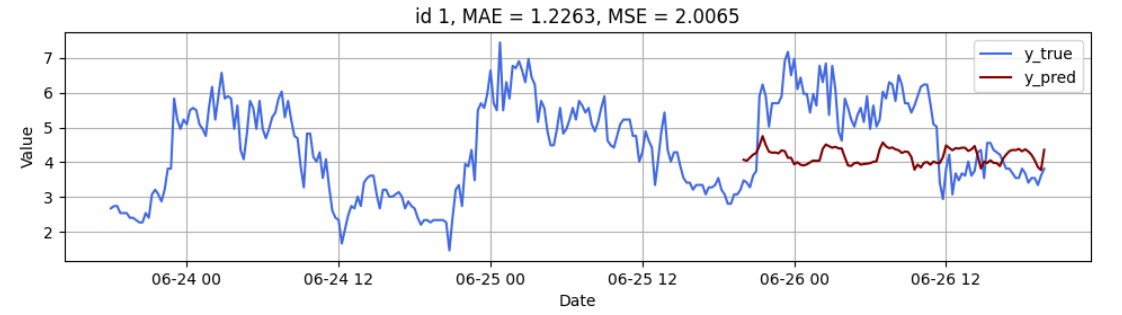 id 1, MAE = 1.2263, MSE = 2.0065
y_true
y_pred
7
6
5
4
3
2
Value
06-24 00 06-24 12 06-25 00 06-25 12 06-26 00 06-26 12
Date